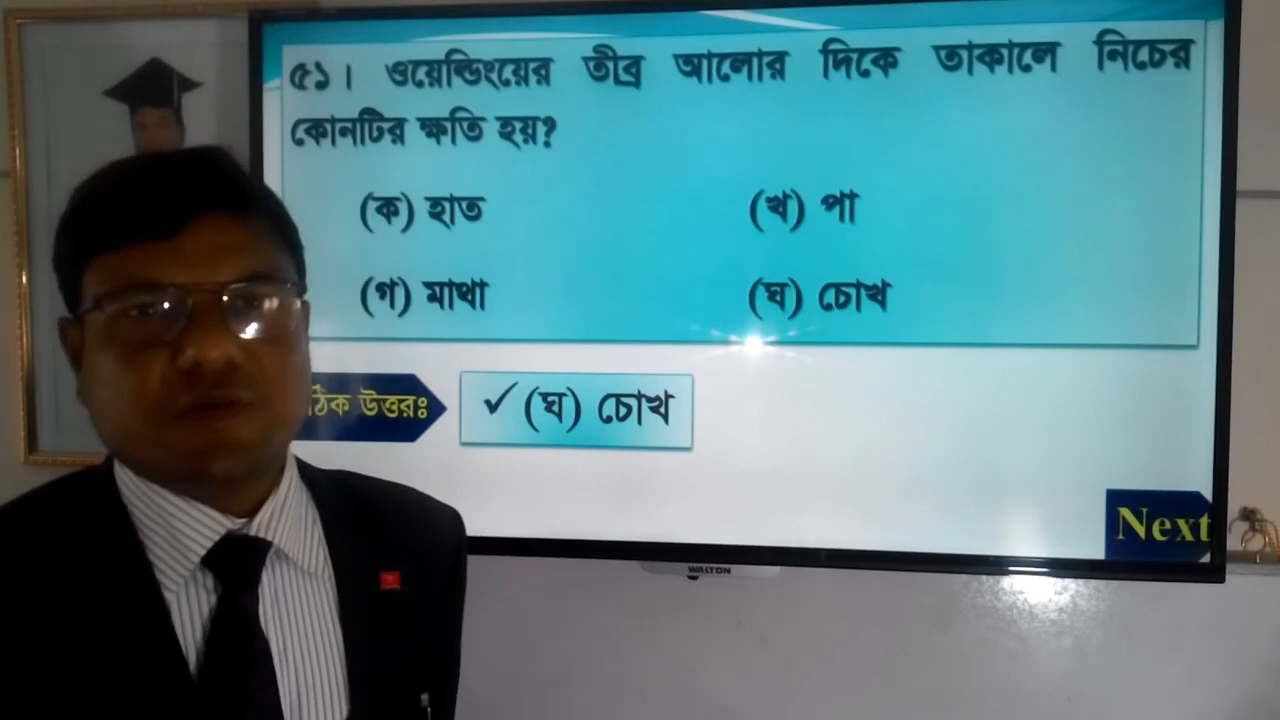 ৫১। ওয়েল্ডিংয়ের তীব্র আলোর দিকে তাকালে নিচের
কোনটির ক্ষতি হয়?
(ক) হাত (খ) পা
(গ) মাথা (ঘ) চোখ
ঠিক উত্তরঃ ✓ (ঘ) চোখ
Next
WALTON